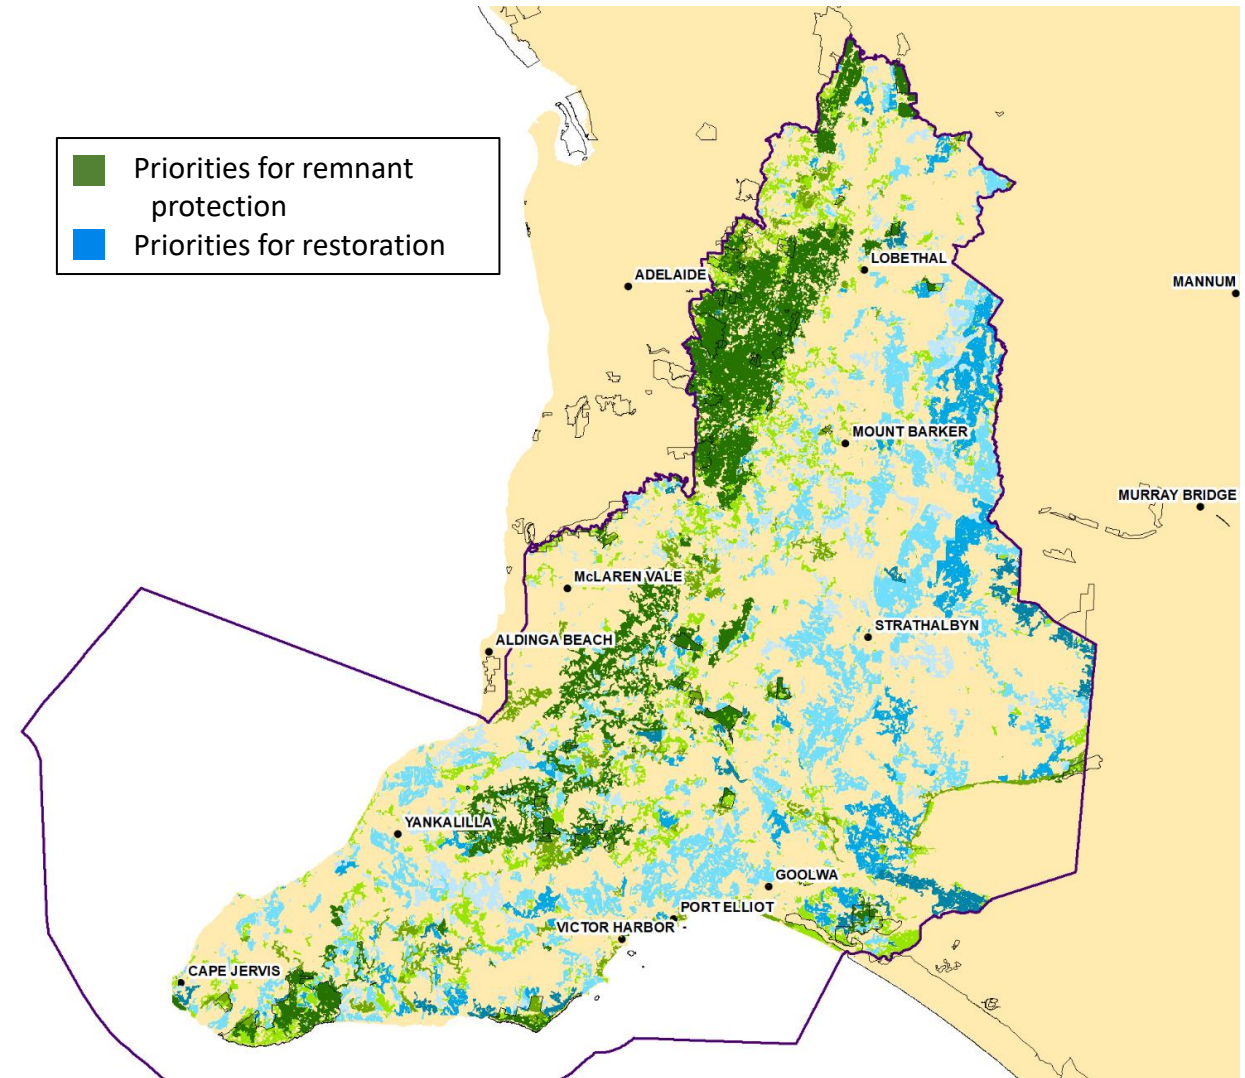 Priorities for remnant
protection
Priorities for restoration
LOBETHAL
ADELAIDE
MANNUM
MOUNT BARKER
MURRAY BRIDGE
McLAREN VALE
STRATHALBYN
ALDINGA BEACH
YANKALILLA
GOOLWA
PORT ELLIOT
VICTOR HARBOR
CAPE JERVIS